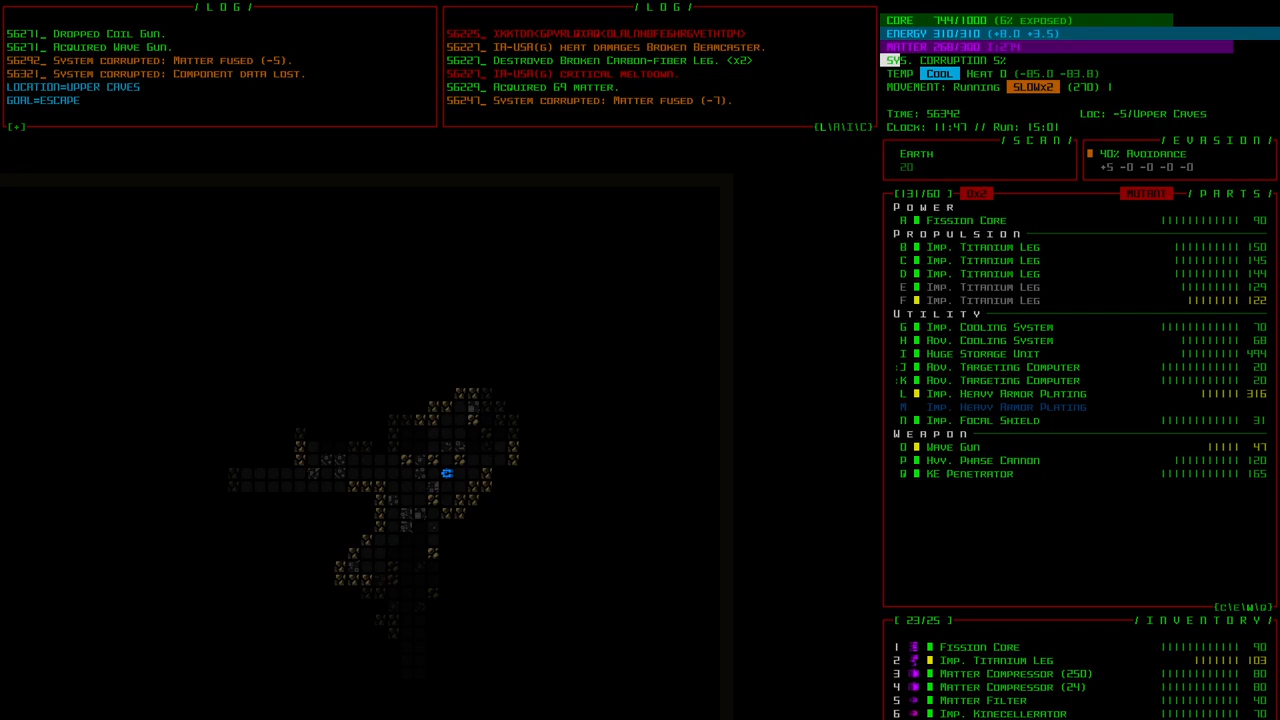 / L O G /
56271_ Dropped Coil Gun.
56271_ Acquired Wave Gun.
56292_ System corrupted: Matter fused (-5).
56321_ System corrupted: Component data lost.
LOCATION=UPPER CAVES
GOAL=ESCAPE
[+]
/ L O G /
56227_ IA-USA(6) heat damages Broken Beamcaster.
56227_ Destroyed Broken Carbon-fiber Leg. <x2>
56227_ IA-USA(6) critical meltdown.
56229_ Acquired 69 matter.
56247_ System corrupted: Matter fused (-7).
(L\A\I\C)
Core 744/1000 (6% exposed)
Energy 310/310 (+8.0 +3.5)
Matter 260/300
Sys. Corruption 5%
Temp Cool Heat 0 (-85.0 -83.8)
Movement: Running SLOWx2 (270) 1
Time: 56342 Loc: -5/Upper Caves
Clock: 11:47 // Run: 15:01
/ S C A N /
Earth
20
/ E V A S I O N /
40% Avoidance
+5 -0 -0 -0 -0
[131/60 ] 0x2 MUTANT / P A R T S /
Power
A Fission Core 90
Propulsion
B Imp. Titanium Leg 150
C Imp. Titanium Leg 145
D Imp. Titanium Leg 144
E Imp. Titanium Leg 129
F Imp. Titanium Leg 122
Utility
G Imp. Cooling System 70
H Adv. Cooling System 68
I Huge Storage Unit 494
:J Adv. Targeting Computer 20
:K Adv. Targeting Computer 20
L Imp. Heavy Armor Plating 316
M Imp. Heavy Armor Plating
N Imp. Focal Shield 31
Weapon
O Wave Gun 47
P Hvy. Phase Cannon 120
Q KE Penetrator 165
(C\E\W\Q)
[ 23/25 ] / I N V E N T O R Y /
1 Fission Core 90
2 Imp. Titanium Leg 103
3 Matter Compressor (250) 80
4 Matter Compressor (24) 80
5 Matter Filter 40
6 Imp. Kinecellerator 70